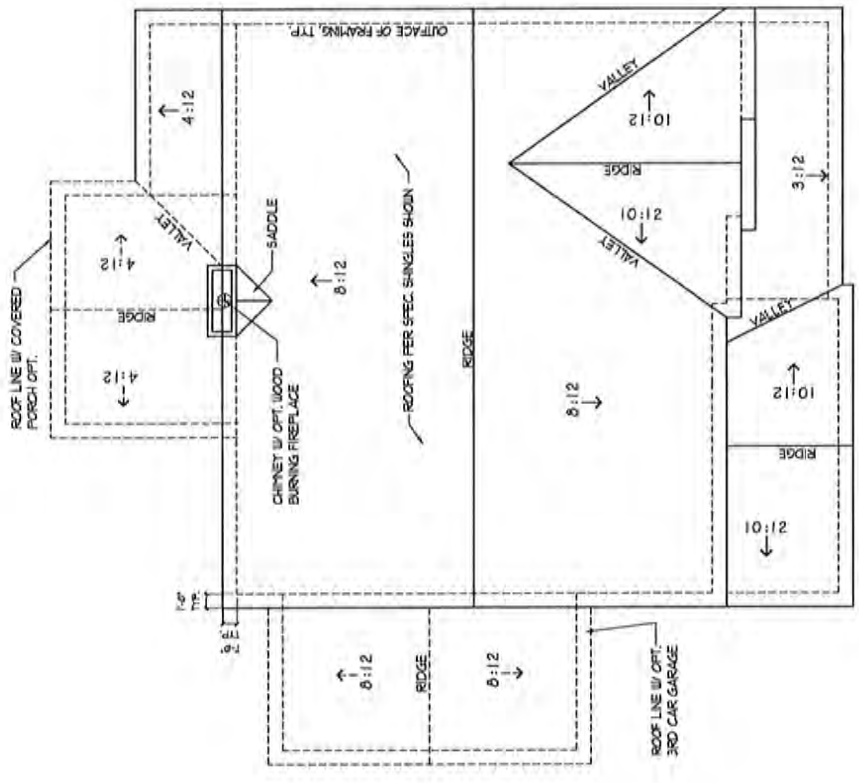 ROOF LINE W/ COVERED
PORCH OPT.
4:12
RIDGE
4:12
VALLEY
4:12
OUTFACE OF FRAMING, TYP.
SADDLE
CHIMNEY W/ OPT. WOOD
BURNING FIREPLACE
8:12
ROOFING PER SPEC. SHINGLES SHOWN
RIDGE
8:12
VALLEY
10:12
RIDGE
10:12
VALLEY
3:12
VALLEY
10:12
RIDGE
10:12
1'-0"
TYP.
8:12
RIDGE
8:12
ROOF LINE W/ OPT.
3RD CAR GARAGE